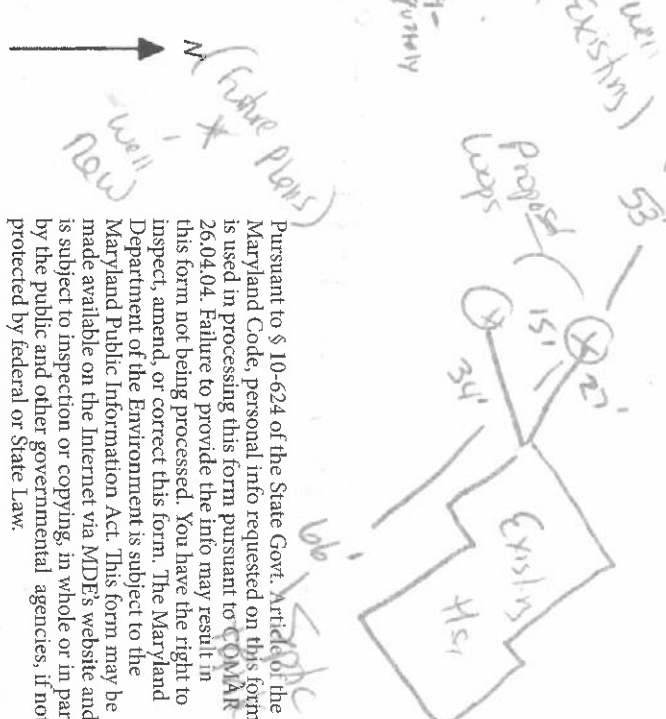 well
Existing)
53'
Propos
Loops
15'
27'
34'
66'
Existing
Hse
Septic
N
(Future Plans)
*
well
new
Pursuant to § 10-624 of the State Govt. Article of the
Maryland Code, personal info requested on this form
is used in processing this form pursuant to COMAR
26.04.04. Failure to provide the info may result in
this form not being processed. You have the right to
inspect, amend, or correct this form. The Maryland
Department of the Environment is subject to the
Maryland Public Information Act. This form may be
made available on the Internet via MDE's website and
is subject to inspection or copying, in whole or in par
by the public and other governmental agencies, if not
protected by federal or State Law.